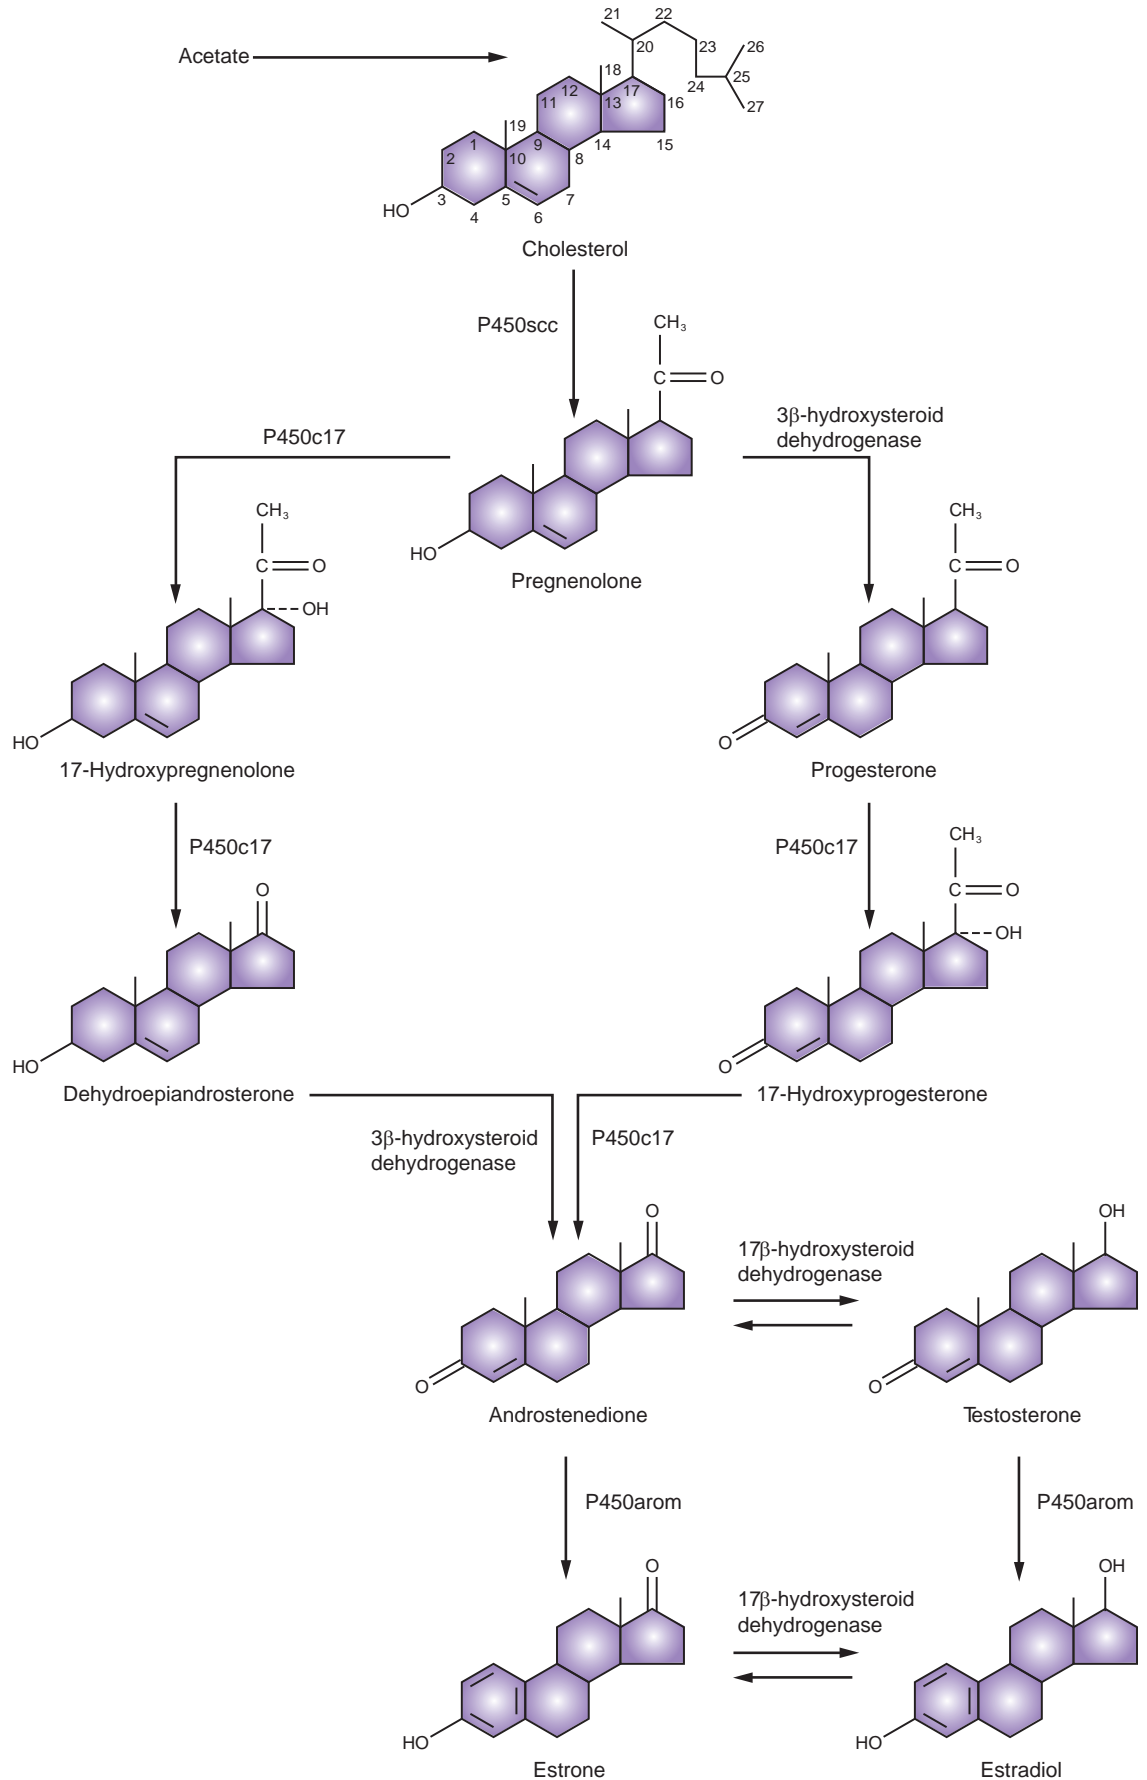 21
22
Acetate
20
23
26
18
24
25
12
17
11
13
16
27
19
1
9
14
15
2
10
8
3
5
7
HO
4
6
Cholesterol
P450scc
CH₃
C
O
3β-hydroxysteroid
dehydrogenase
P450c17
HO
Pregnenolone
CH₃
C
O
OH
HO
17-Hydroxypregnenolone
CH₃
C
O
O
Progesterone
P450c17
P450c17
O
HO
Dehydroepiandrosterone
CH₃
C
O
OH
O
17-Hydroxyprogesterone
3β-hydroxysteroid
dehydrogenase
P450c17
O
O
Androstenedione
17β-hydroxysteroid
dehydrogenase
OH
O
Testosterone
P450arom
P450arom
O
HO
Estrone
17β-hydroxysteroid
dehydrogenase
OH
HO
Estradiol